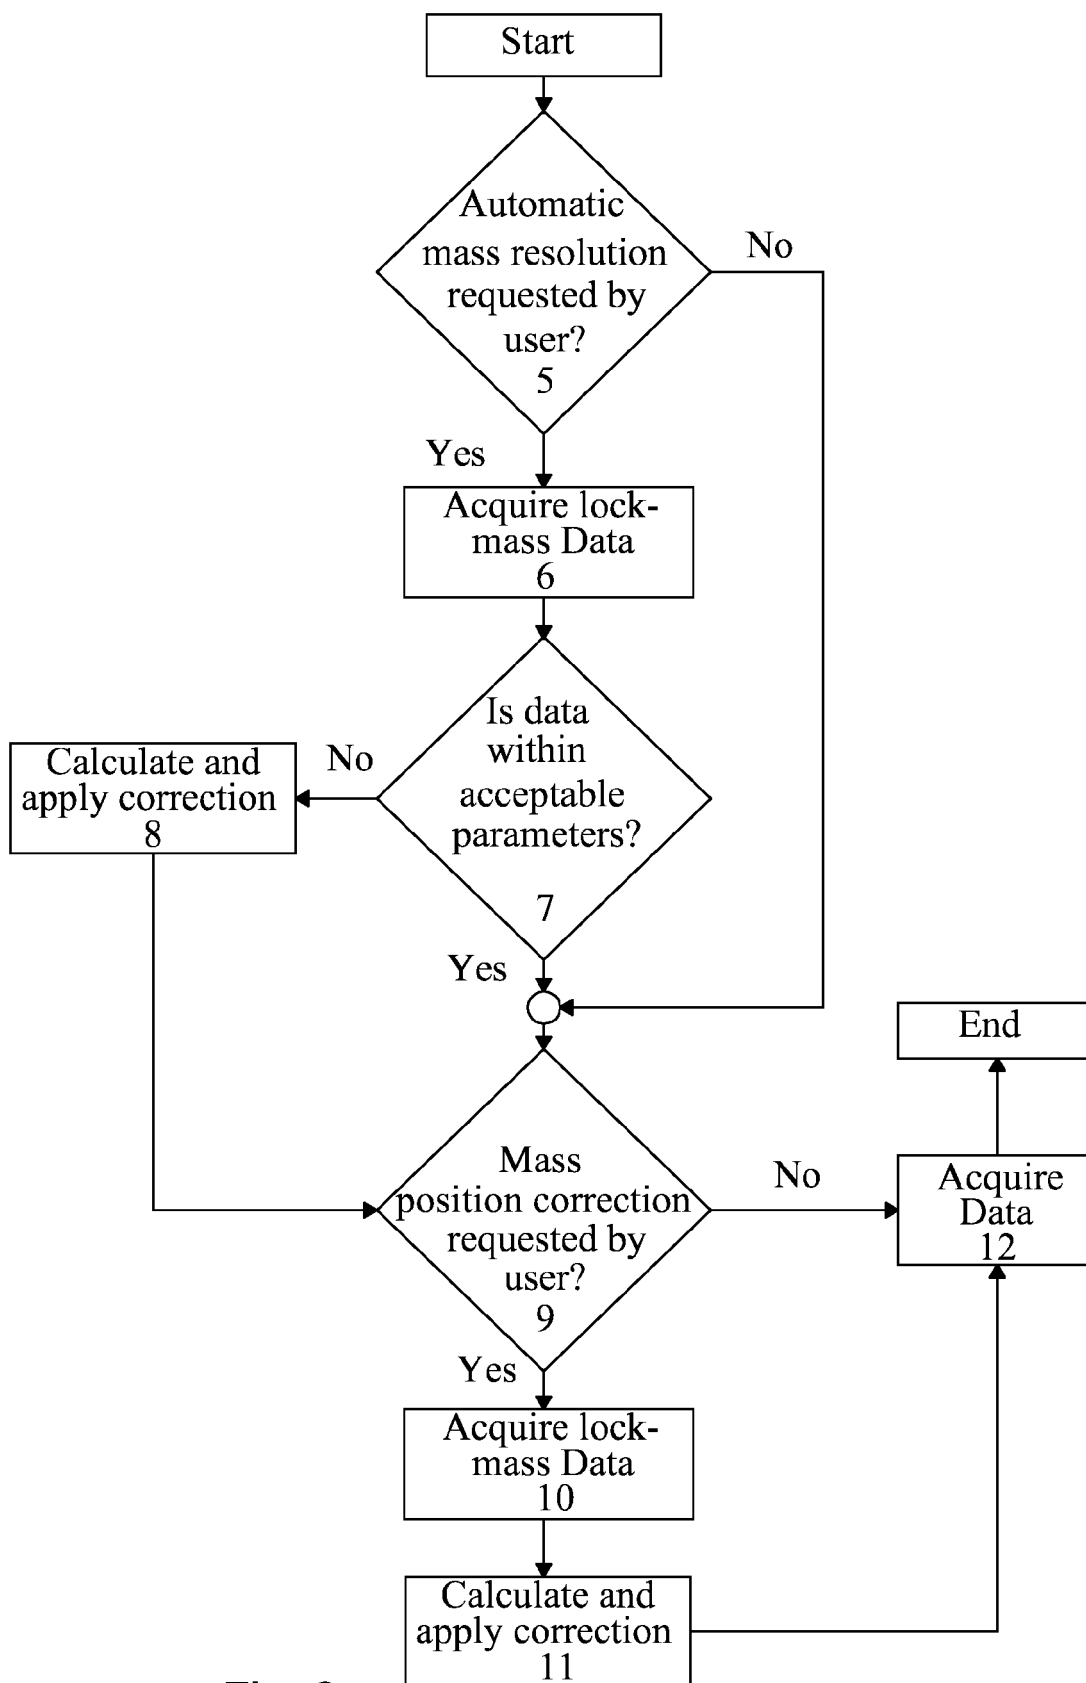 Start
Automatic
mass resolution
requested by
user?
5
No
Yes
Acquire lock-
mass Data
6
Is data
within
acceptable
parameters?
7
No
Calculate and
apply correction
8
Yes
End
Mass
position correction
requested by
user?
9
No
Acquire
Data
12
Yes
Acquire lock-
mass Data
10
Calculate and
apply correction
11